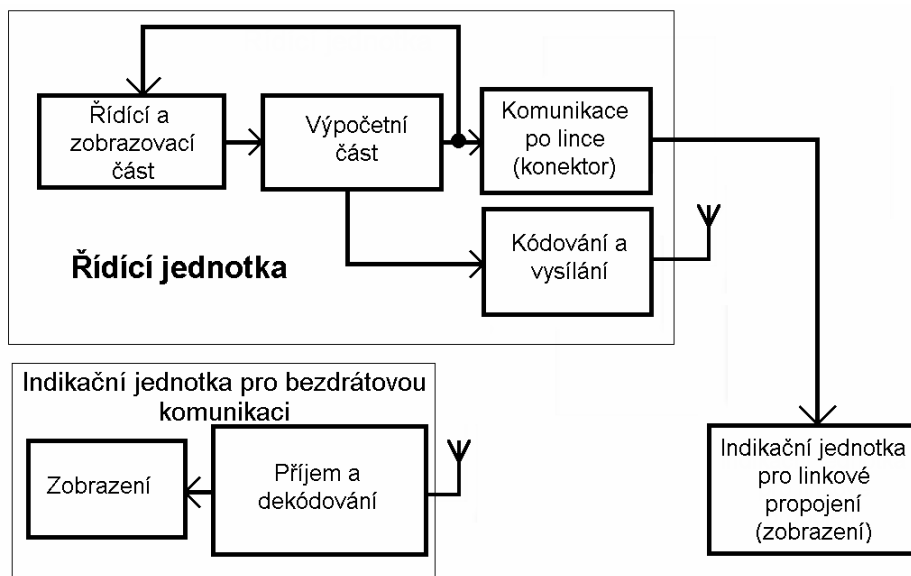 Řídící a
zobrazovací
část
Výpočetní
část
Komunikace
po lince
(konektor)
Kódování a
vysílání
Řídící jednotka
Indikační jednotka pro bezdrátovou
komunikaci
Zobrazení
Příjem a
dekódování
Indikační jednotka
pro linkové
propojení
(zobrazení)